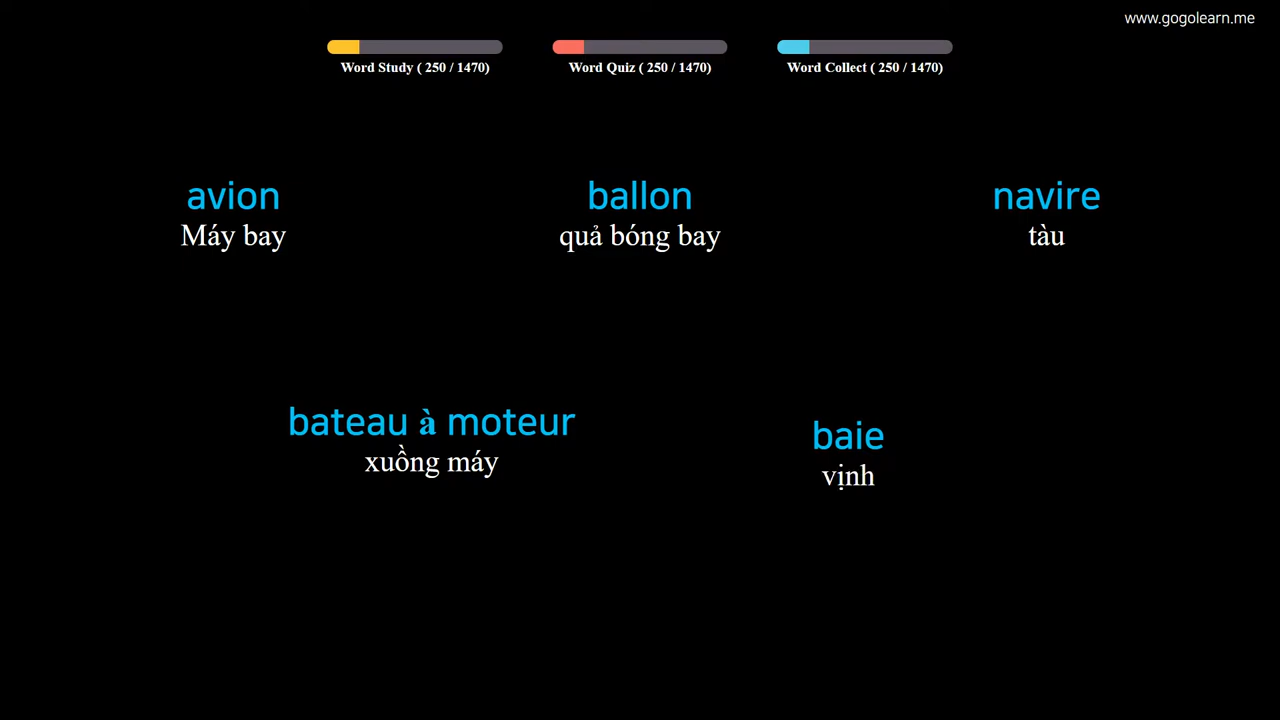 www.gogolearn.me
Word Study ( 250 / 1470)
Word Quiz ( 250 / 1470)
Word Collect ( 250 / 1470)
avion
Máy bay
ballon
quả bóng bay
navire
tàu
bateau à moteur
xuồng máy
baie
vịnh